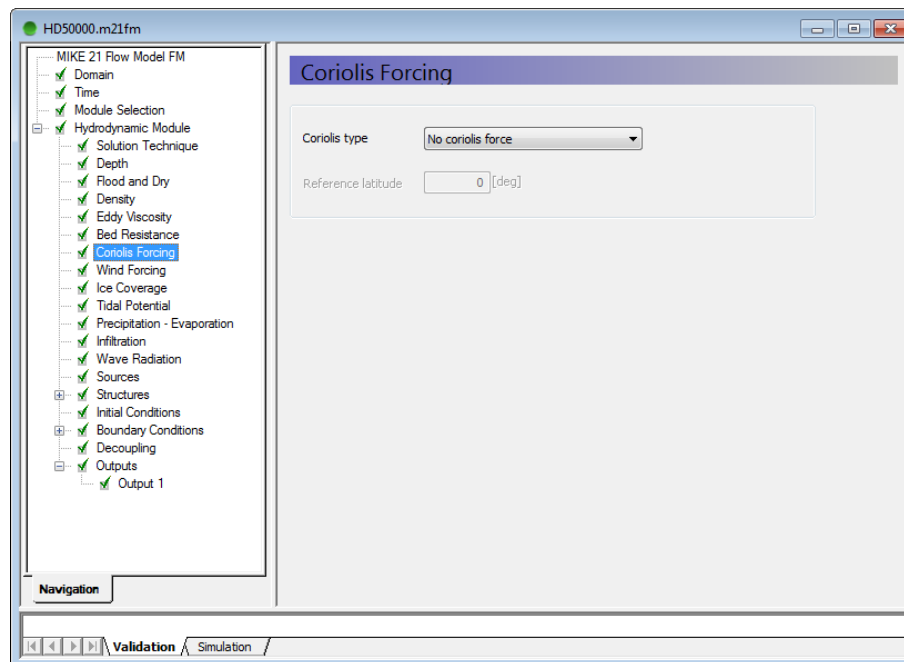 HD50000.m21fm
MIKE 21 Flow Model FM
Domain
Time
Module Selection
Hydrodynamic Module
Solution Technique
Depth
Flood and Dry
Density
Eddy Viscosity
Bed Resistance
Coriolis Forcing
Wind Forcing
Ice Coverage
Tidal Potential
Precipitation - Evaporation
Infiltration
Wave Radiation
Sources
Structures
Initial Conditions
Boundary Conditions
Decoupling
Outputs
Output 1
Navigation
Coriolis Forcing
Coriolis type No coriolis force
Reference latitude 0 [deg]
Validation Simulation